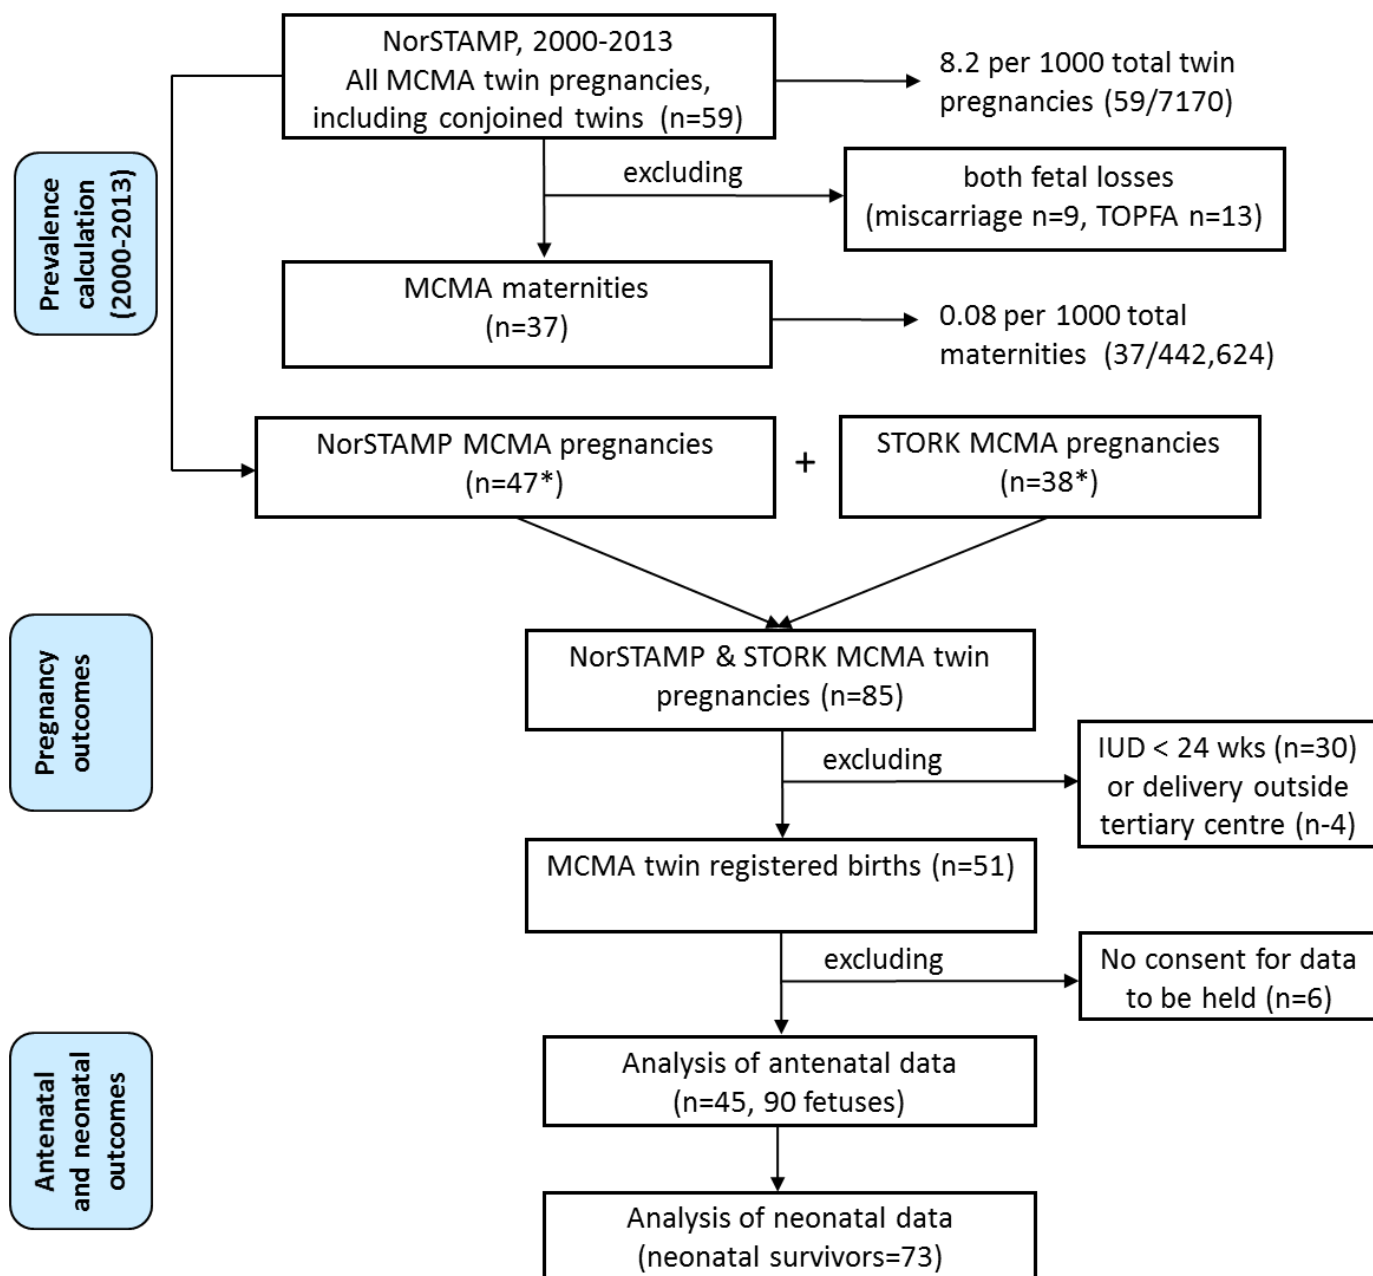 NorSTAMP, 2000-2013
All MCMA twin pregnancies,
including conjoined twins (n=59)
8.2 per 1000 total twin
pregnancies (59/7170)
excluding
both fetal losses
(miscarriage n=9, TOPFA n=13)
Prevalence
calculation
(2000-2013)
MCMA maternities
(n=37)
0.08 per 1000 total
maternities (37/442,624)
NorSTAMP MCMA pregnancies
(n=47*)
+
STORK MCMA pregnancies
(n=38*)
Pregnancy
outcomes
NorSTAMP & STORK MCMA twin
pregnancies (n=85)
excluding
IUD < 24 wks (n=30)
or delivery outside
tertiary centre (n-4)
MCMA twin registered births (n=51)
excluding
No consent for data
to be held (n=6)
Antenatal
and neonatal
outcomes
Analysis of antenatal data
(n=45, 90 fetuses)
Analysis of neonatal data
(neonatal survivors=73)